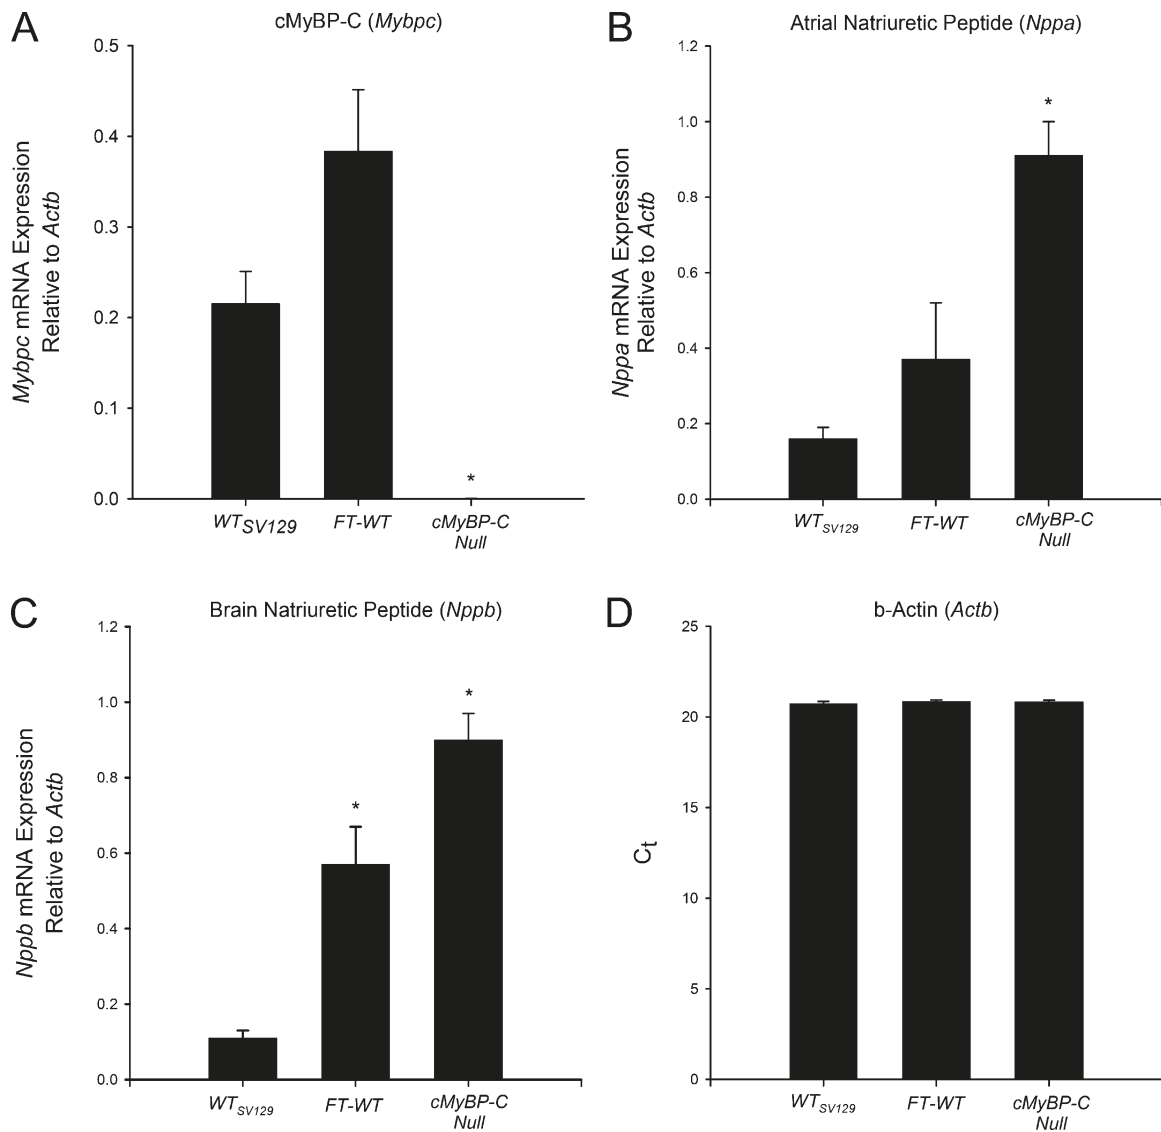 A
cMyBP-C (Mybpc)
0.5
0.4
0.3
0.2
0.1
0.0
Mybpc mRNA Expression
Relative to Actb
*
WTSV129
FT-WT
cMyBP-C
Null
B
Atrial Natriuretic Peptide (Nppa)
1.2
1.0
0.8
0.6
0.4
0.2
0.0
Nppa mRNA Expression
Relative to Actb
*
WTSV129
FT-WT
cMyBP-C
Null
C
Brain Natriuretic Peptide (Nppb)
1.2
1.0
0.8
0.6
0.4
0.2
0.0
Nppb mRNA Expression
Relative to Actb
*
*
WTSV129
FT-WT
cMyBP-C
Null
D
b-Actin (Actb)
25
20
15
10
5
0
Ct
WTSV129
FT-WT
cMyBP-C
Null